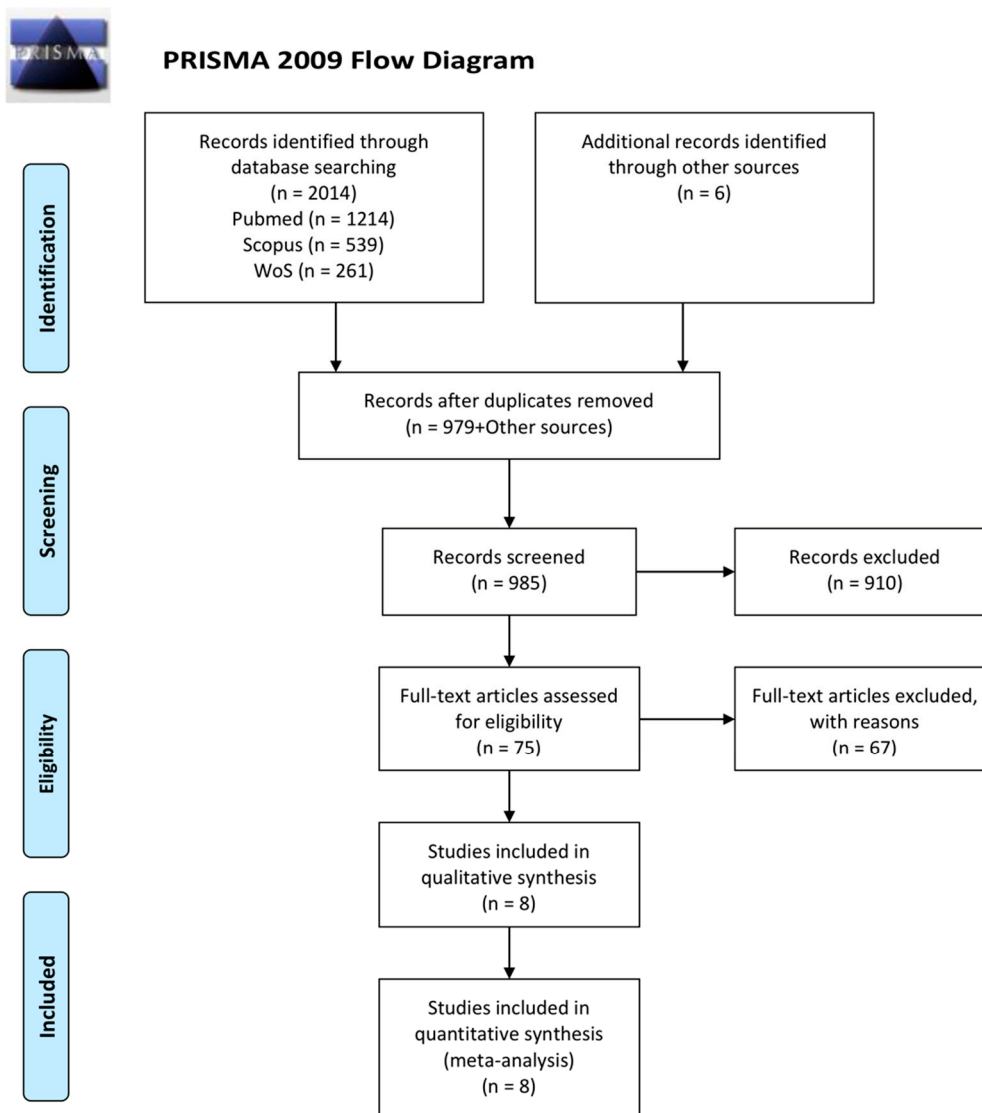 PRISMA
PRISMA 2009 Flow Diagram
Identification
Records identified through
database searching
(n = 2014)
Pubmed (n = 1214)
Scopus (n = 539)
WoS (n = 261)
Additional records identified
through other sources
(n = 6)
Records after duplicates removed
(n = 979+Other sources)
Screening
Records screened
(n = 985)
Records excluded
(n = 910)
Eligibility
Full-text articles assessed
for eligibility
(n = 75)
Full-text articles excluded,
with reasons
(n = 67)
Studies included in
qualitative synthesis
(n = 8)
Included
Studies included in
quantitative synthesis
(meta-analysis)
(n = 8)